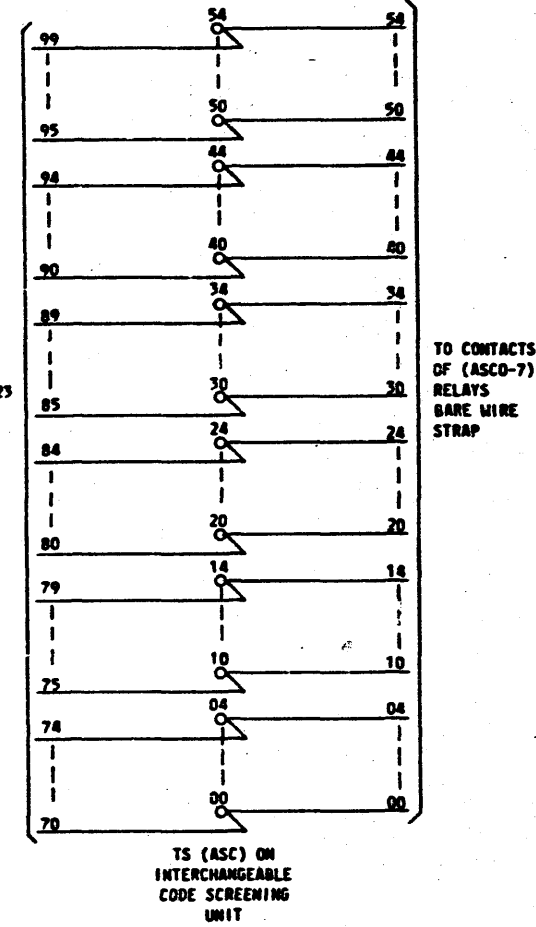 54 54
99
50 50
95
44 44
94
40 40
90
34 34
89
30 30
23
85
24 24
84
20 20
80
14 14
79
10 10
75
04 04
74
00 00
70
TO CONTACTS
OF (ASC0-7)
RELAYS
BARE WIRE
STRAP
TS (ASC) ON
INTERCHANGEABLE
CODE SCREENING
UNIT